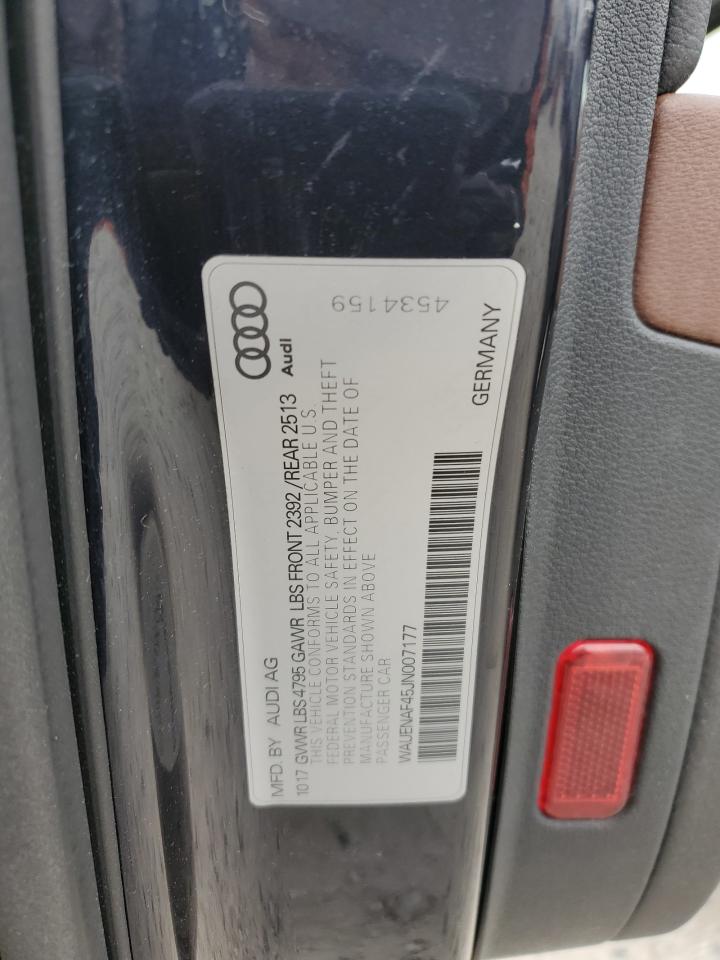 MFD. BY AUDI AG
Audi
10 17 GVWR LBS 4795 GAWR LBS FRONT 2392 / REAR 2513
THIS VEHICLE CONFORMS TO ALL APPLICABLE U.S.
FEDERAL MOTOR VEHICLE SAFETY, BUMPER AND THEFT
PREVENTION STANDARDS IN EFFECT ON THE DATE OF
MANUFACTURE SHOWN ABOVE
PASSENGER CAR
WAUENAF45JN007177
4534159
GERMANY